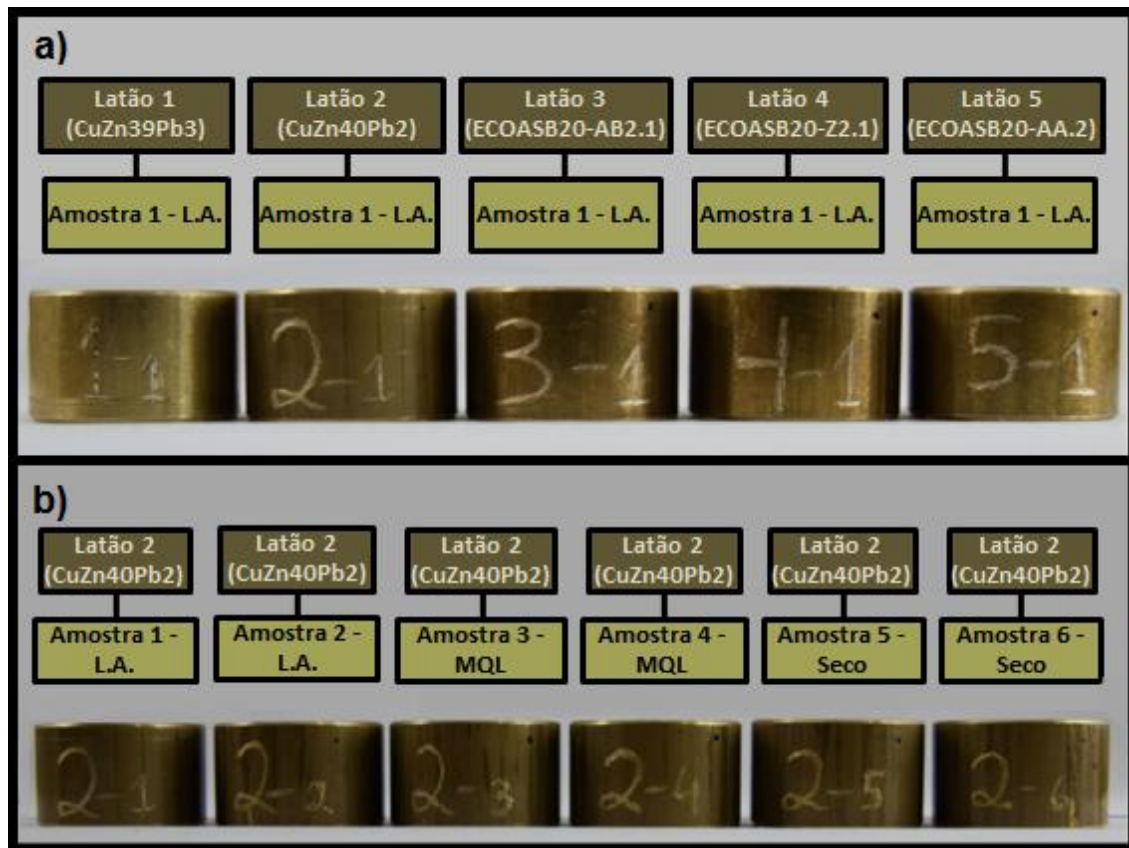 a)
Latão 1
(CuZn39Pb3)
Latão 2
(CuZn40Pb2)
Latão 3
(ECOASB20-AB2.1)
Latão 4
(ECOASB20-Z2.1)
Latão 5
(ECOASB20-AA.2)
Amostra 1 - L.A.
Amostra 1 - L.A.
Amostra 1 - L.A.
Amostra 1 - L.A.
Amostra 1 - L.A.
1-1
2-1
3-1
4-1
5-1
b)
Latão 2
(CuZn40Pb2)
Latão 2
(CuZn40Pb2)
Latão 2
(CuZn40Pb2)
Latão 2
(CuZn40Pb2)
Latão 2
(CuZn40Pb2)
Latão 2
(CuZn40Pb2)
Amostra 1 -
L.A.
Amostra 2 -
L.A.
Amostra 3 -
MQL
Amostra 4 -
MQL
Amostra 5 -
Seco
Amostra 6 -
Seco
2-1
2-2
2-3
2-4
2-5
2-6